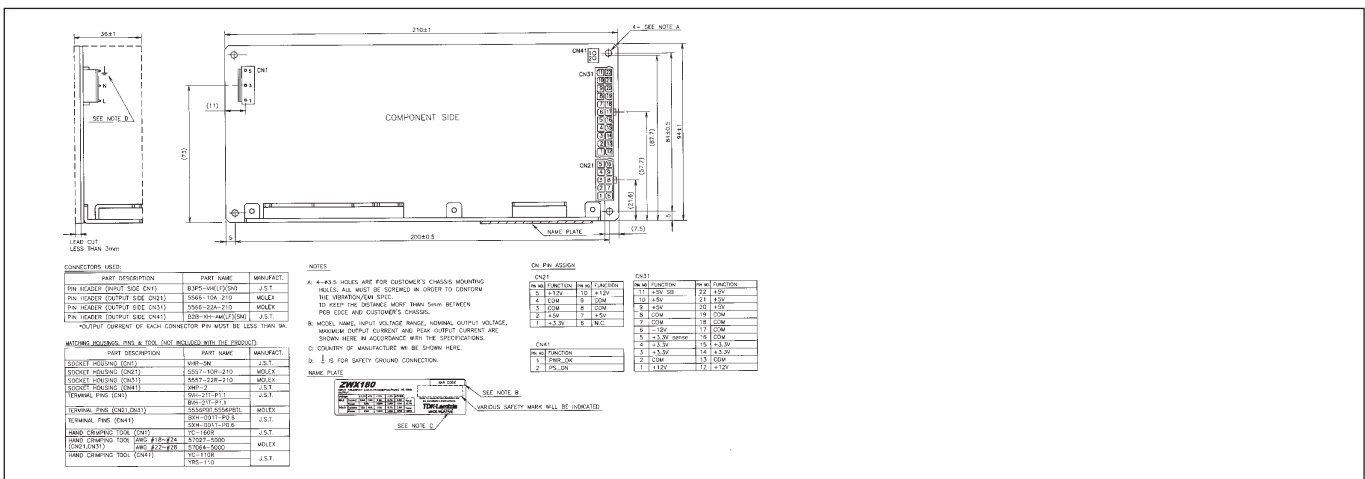 36±1
210±1
4- SEE NOTE A
CN41
CN31
CN1
5
3
1
N
L
SEE NOTE D
(11)
COMPONENT SIDE
(73)
(87.7)
84±0.5
94±1
(57.7)
CN21
(21.6)
5
NAME PLATE
(7.5)
5
200±0.5
LEAD CUT
LESS THAN 3mm
CONNECTORS USED:
PART DESCRIPTION PART NAME MANUFACT.
PIN HEADER (INPUT SIDE CN1) B3P5-VH(LF)(SN) J.S.T.
PIN HEADER (OUTPUT SIDE CN21) 5566-10A-210 MOLEX
PIN HEADER (OUTPUT SIDE CN31) 5566-22A-210 MOLEX
PIN HEADER (OUTPUT SIDE CN41) B2B-XH-AM(LF)(SN) J.S.T.
*OUTPUT CURRENT OF EACH CONNECTOR PIN MUST BE LESS THAN 9A.
MATCHING HOUSINGS, PINS & TOOL (NOT INCLUDED WITH THE PRODUCT):
PART DESCRIPTION PART NAME MANUFACT.
SOCKET HOUSING (CN1) VHR-5N J.S.T.
SOCKET HOUSING (CN21) 5557-10R-210 MOLEX
SOCKET HOUSING (CN31) 5557-22R-210 MOLEX
SOCKET HOUSING (CN41) XHP-2 J.S.T.
TERMINAL PINS (CN1) SVH-21T-P1.1 J.S.T.
BVH-21T-P1.1
TERMINAL PINS (CN21,CN31) 5556PBT,5556PBTL MOLEX
TERMINAL PINS (CN41) BXH-001T-P0.6 J.S.T.
SXH-001T-P0.6
HAND CRIMPING TOOL (CN1) YC-160R J.S.T.
HAND CRIMPING TOOL (CN21,CN31) AWG #18~#24 57027-5000 MOLEX
AWG #22~#28 57064-5000
HAND CRIMPING TOOL (CN41) YC-110R J.S.T.
YRS-110
NOTES
A: 4-φ3.5 HOLES ARE FOR CUSTOMER'S CHASSIS MOUNTING
HOLES. ALL MUST BE SCREWED IN ORDER TO CONFORM
THE VIBRATION/EMI SPEC.
TO KEEP THE DISTANCE MORE THAN 5mm BETWEEN
PCB EDGE AND CUSTOMER'S CHASSIS.
B: MODEL NAME, INPUT VOLTAGE RANGE, NOMINAL OUTPUT VOLTAGE,
MAXIMUM OUTPUT CURRENT AND PEAK OUTPUT CURRENT ARE
SHOWN HERE IN ACCORDANCE WITH THE SPECIFICATIONS.
C: COUNTRY OF MANUFACTURE WILL BE SHOWN HERE.
D: ⏚ IS FOR SAFETY GROUND CONNECTION.
NAME PLATE
ZWX180
BAR CODE
TDK-Lambda
SEE NOTE B
VARIOUS SAFETY MARK WILL BE INDICATED
SEE NOTE C
CN PIN ASSIGN
CN21
PIN NO. FUNCTION PIN NO. FUNCTION
5 +12V 10 +12V
4 COM 9 COM
3 COM 8 COM
2 +5V 7 +5V
1 +3.3V 6 N.C.
CN41
PIN NO. FUNCTION
1 PWR_OK
2 PS_ON
CN31
PIN NO. FUNCTION PIN NO. FUNCTION
11 +5V SB 22 +5V
10 +5V 21 +5V
9 +5V 20 +5V
8 COM 19 COM
7 COM 18 COM
6 -12V 17 COM
5 +3.3V sense 16 COM
4 +3.3V 15 +3.3V
3 +3.3V 14 +3.3V
2 COM 13 COM
1 +12V 12 +12V